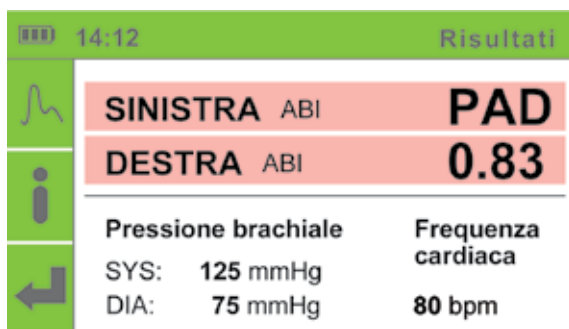 14:12 Risultati
SINISTRA ABI PAD
DESTRA ABI 0.83
Pressione brachiale
SYS: 125 mmHg
DIA: 75 mmHg
Frequenza
cardiaca
80 bpm